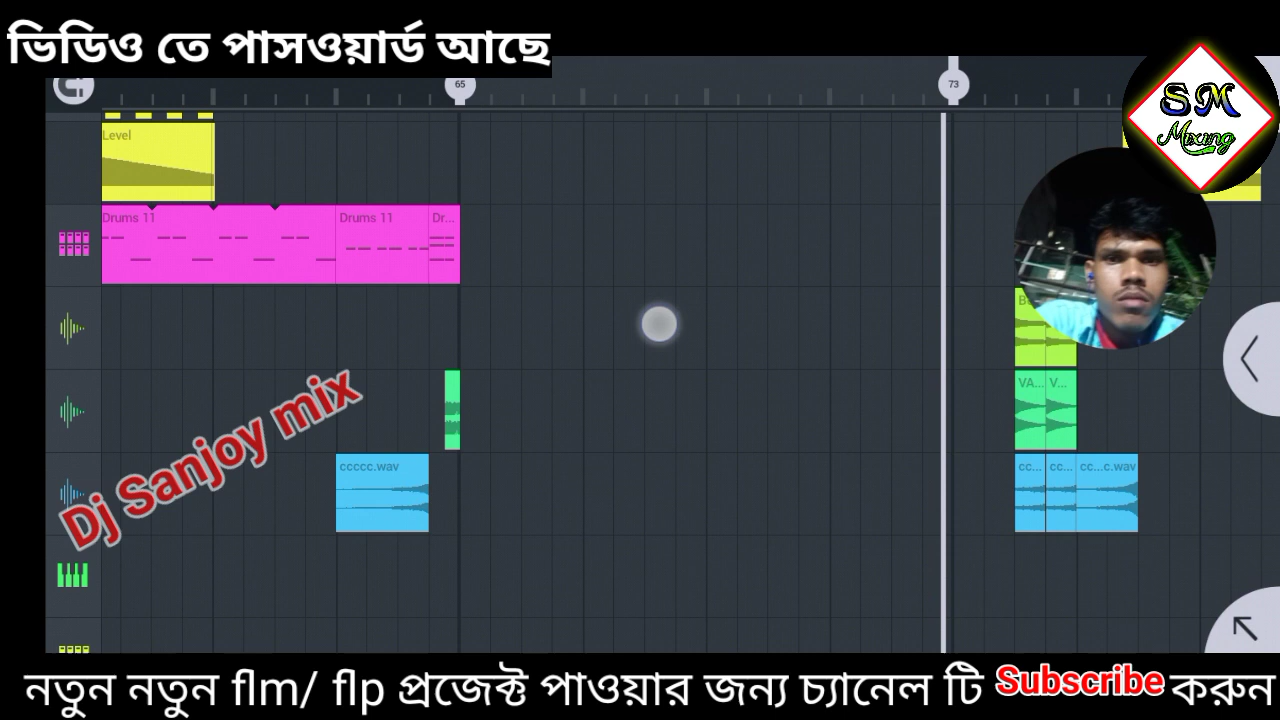 ভিডিও তে পাসওয়ার্ড আছে
65
73
SM
Mixing
Level
Drums 11
Drums 11
Dr...
VA...
V...
ccccc.wav
cc...
cc...
cc...c.wav
Dj Sanjoy mix
নতুন নতুন flm/ flp প্রজেক্ট পাওয়ার জন্য চ্যানেল টি Subscribe করুন